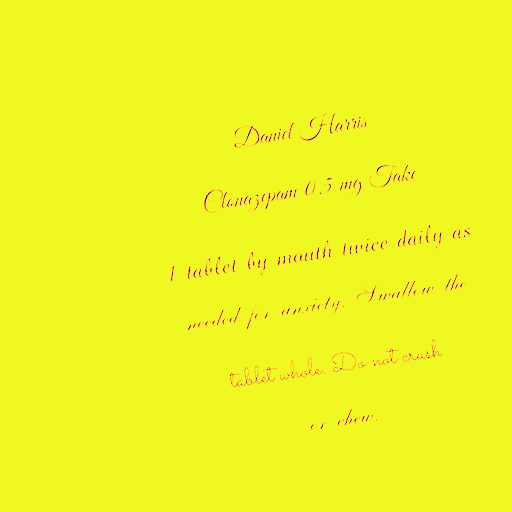 Daniel Harris
Clonazepam 0.5 mg Take
1 tablet by mouth twice daily as
needed for anxiety. Swallow the
tablet whole. Do not crush
or chew.